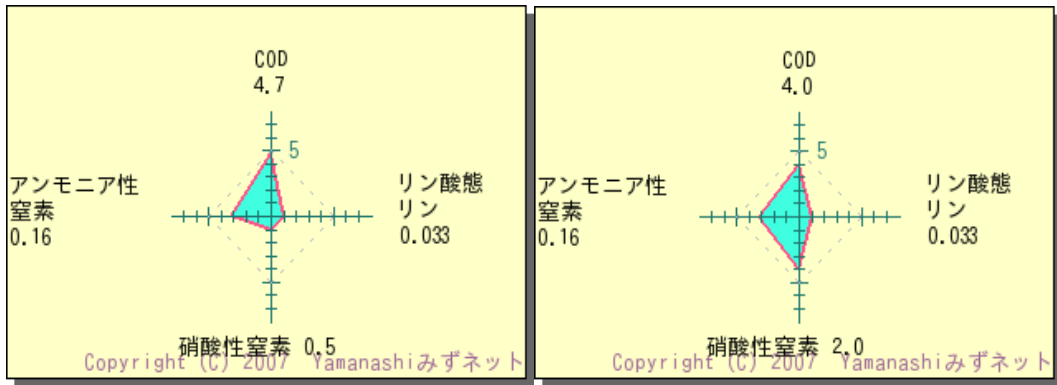 COD
4.7
5
アンモニア性
窒素
0.16
リン酸態
リン
0.033
硝酸性窒素 0.5
Copyright (C) 2007 Yamanashiみずネット
COD
4.0
5
アンモニア性
窒素
0.16
リン酸態
リン
0.033
硝酸性窒素 2.0
Copyright (C) 2007 Yamanashiみずネット